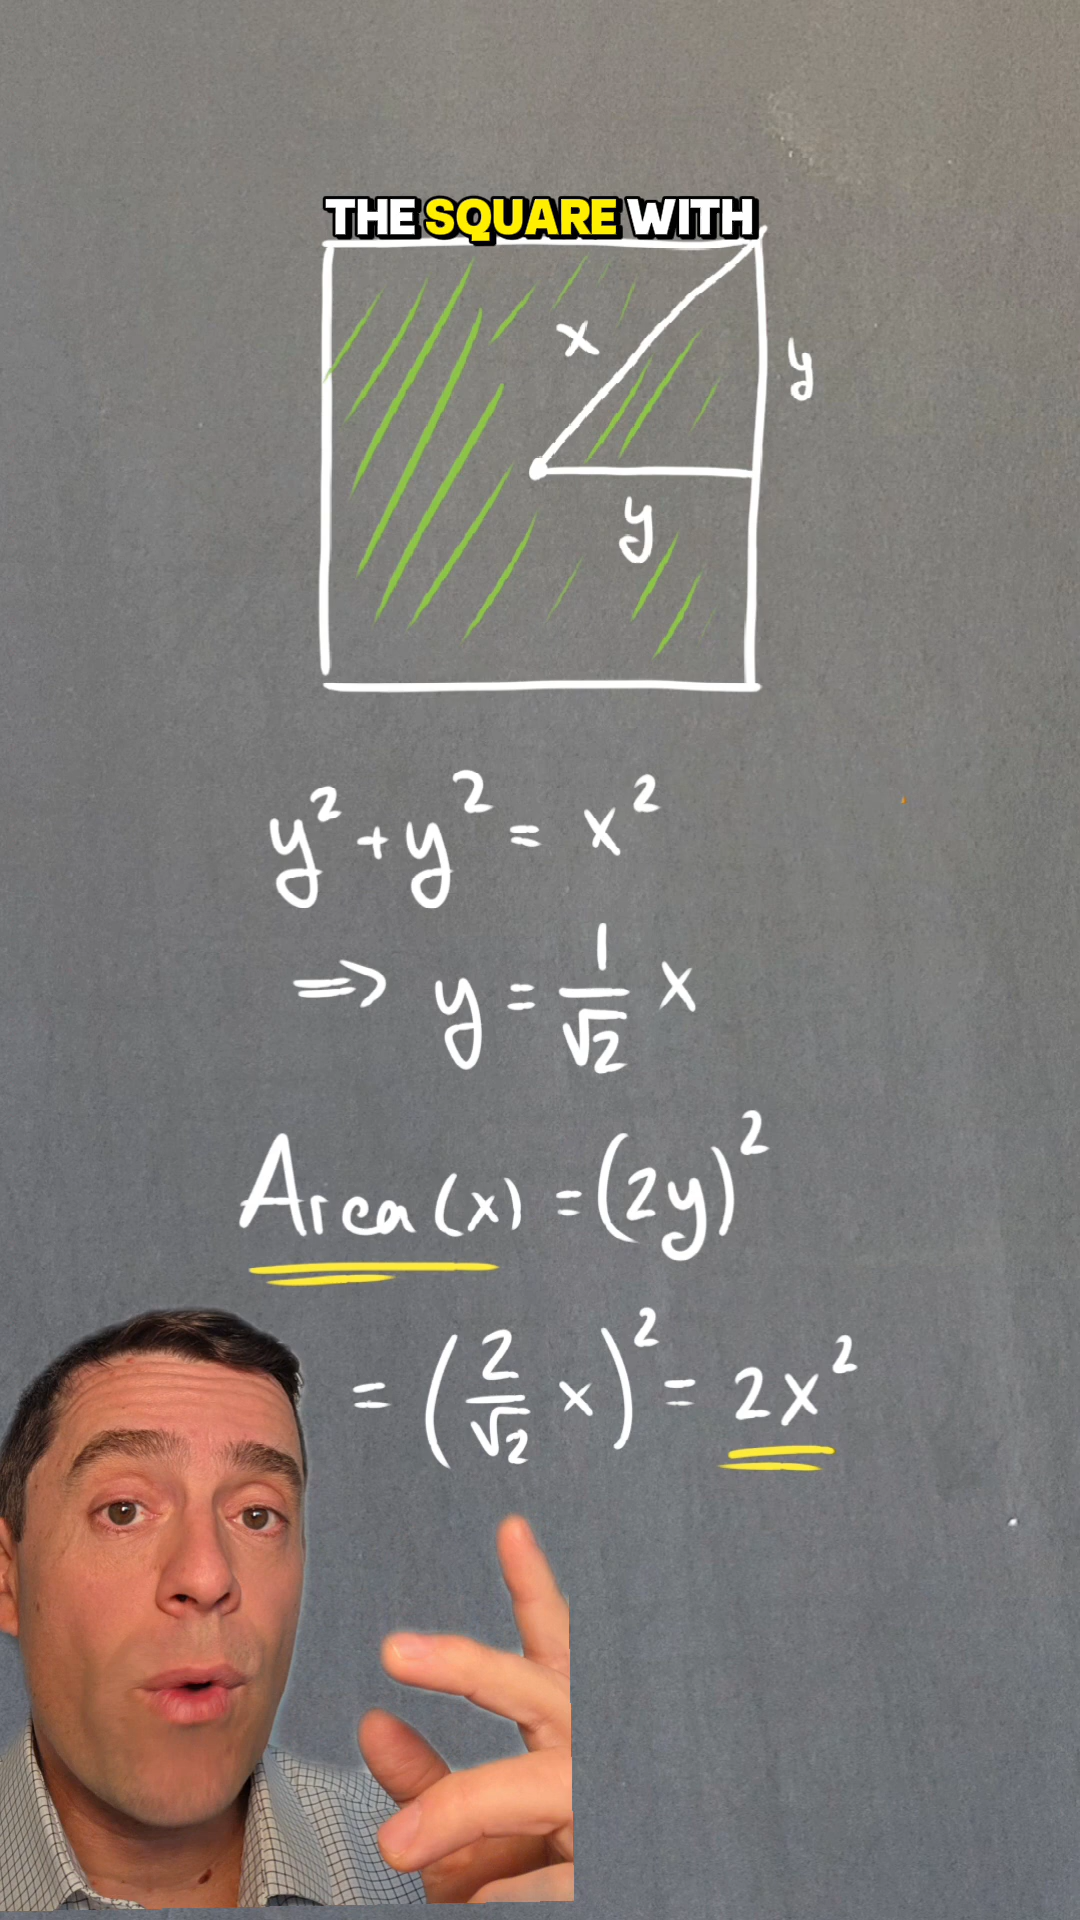 THE SQUARE WITH
x
y
y
y² + y² = x²
⇒ y = 1/√2 x
Area(x) = (2y)²
= (2/√2 x)² = 2x²